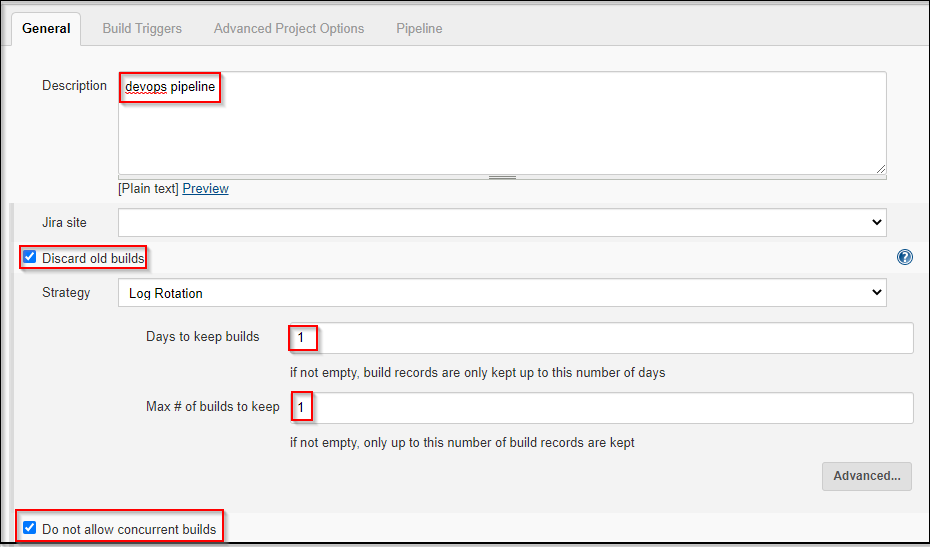 General Build Triggers Advanced Project Options Pipeline
Description devops pipeline
[Plain text] Preview
Jira site
Discard old builds ?
Strategy Log Rotation
Days to keep builds 1
if not empty, build records are only kept up to this number of days
Max # of builds to keep 1
if not empty, only up to this number of build records are kept
Advanced...
Do not allow concurrent builds